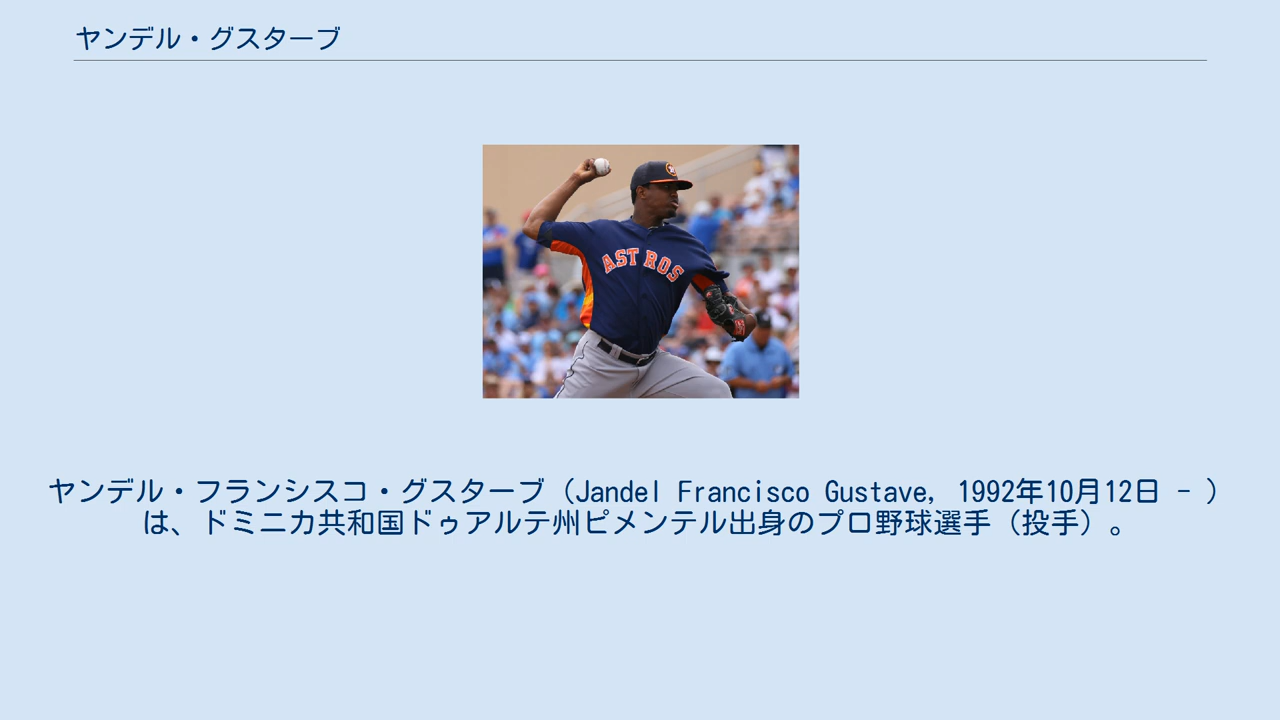 ヤンデル・グスターブ
ASTROS
ヤンデル・フランシスコ・グスターブ（Jandel Francisco Gustave, 1992年10月12日 - ）
は、ドミニカ共和国ドゥアルテ州ピメンテル出身のプロ野球選手（投手）。